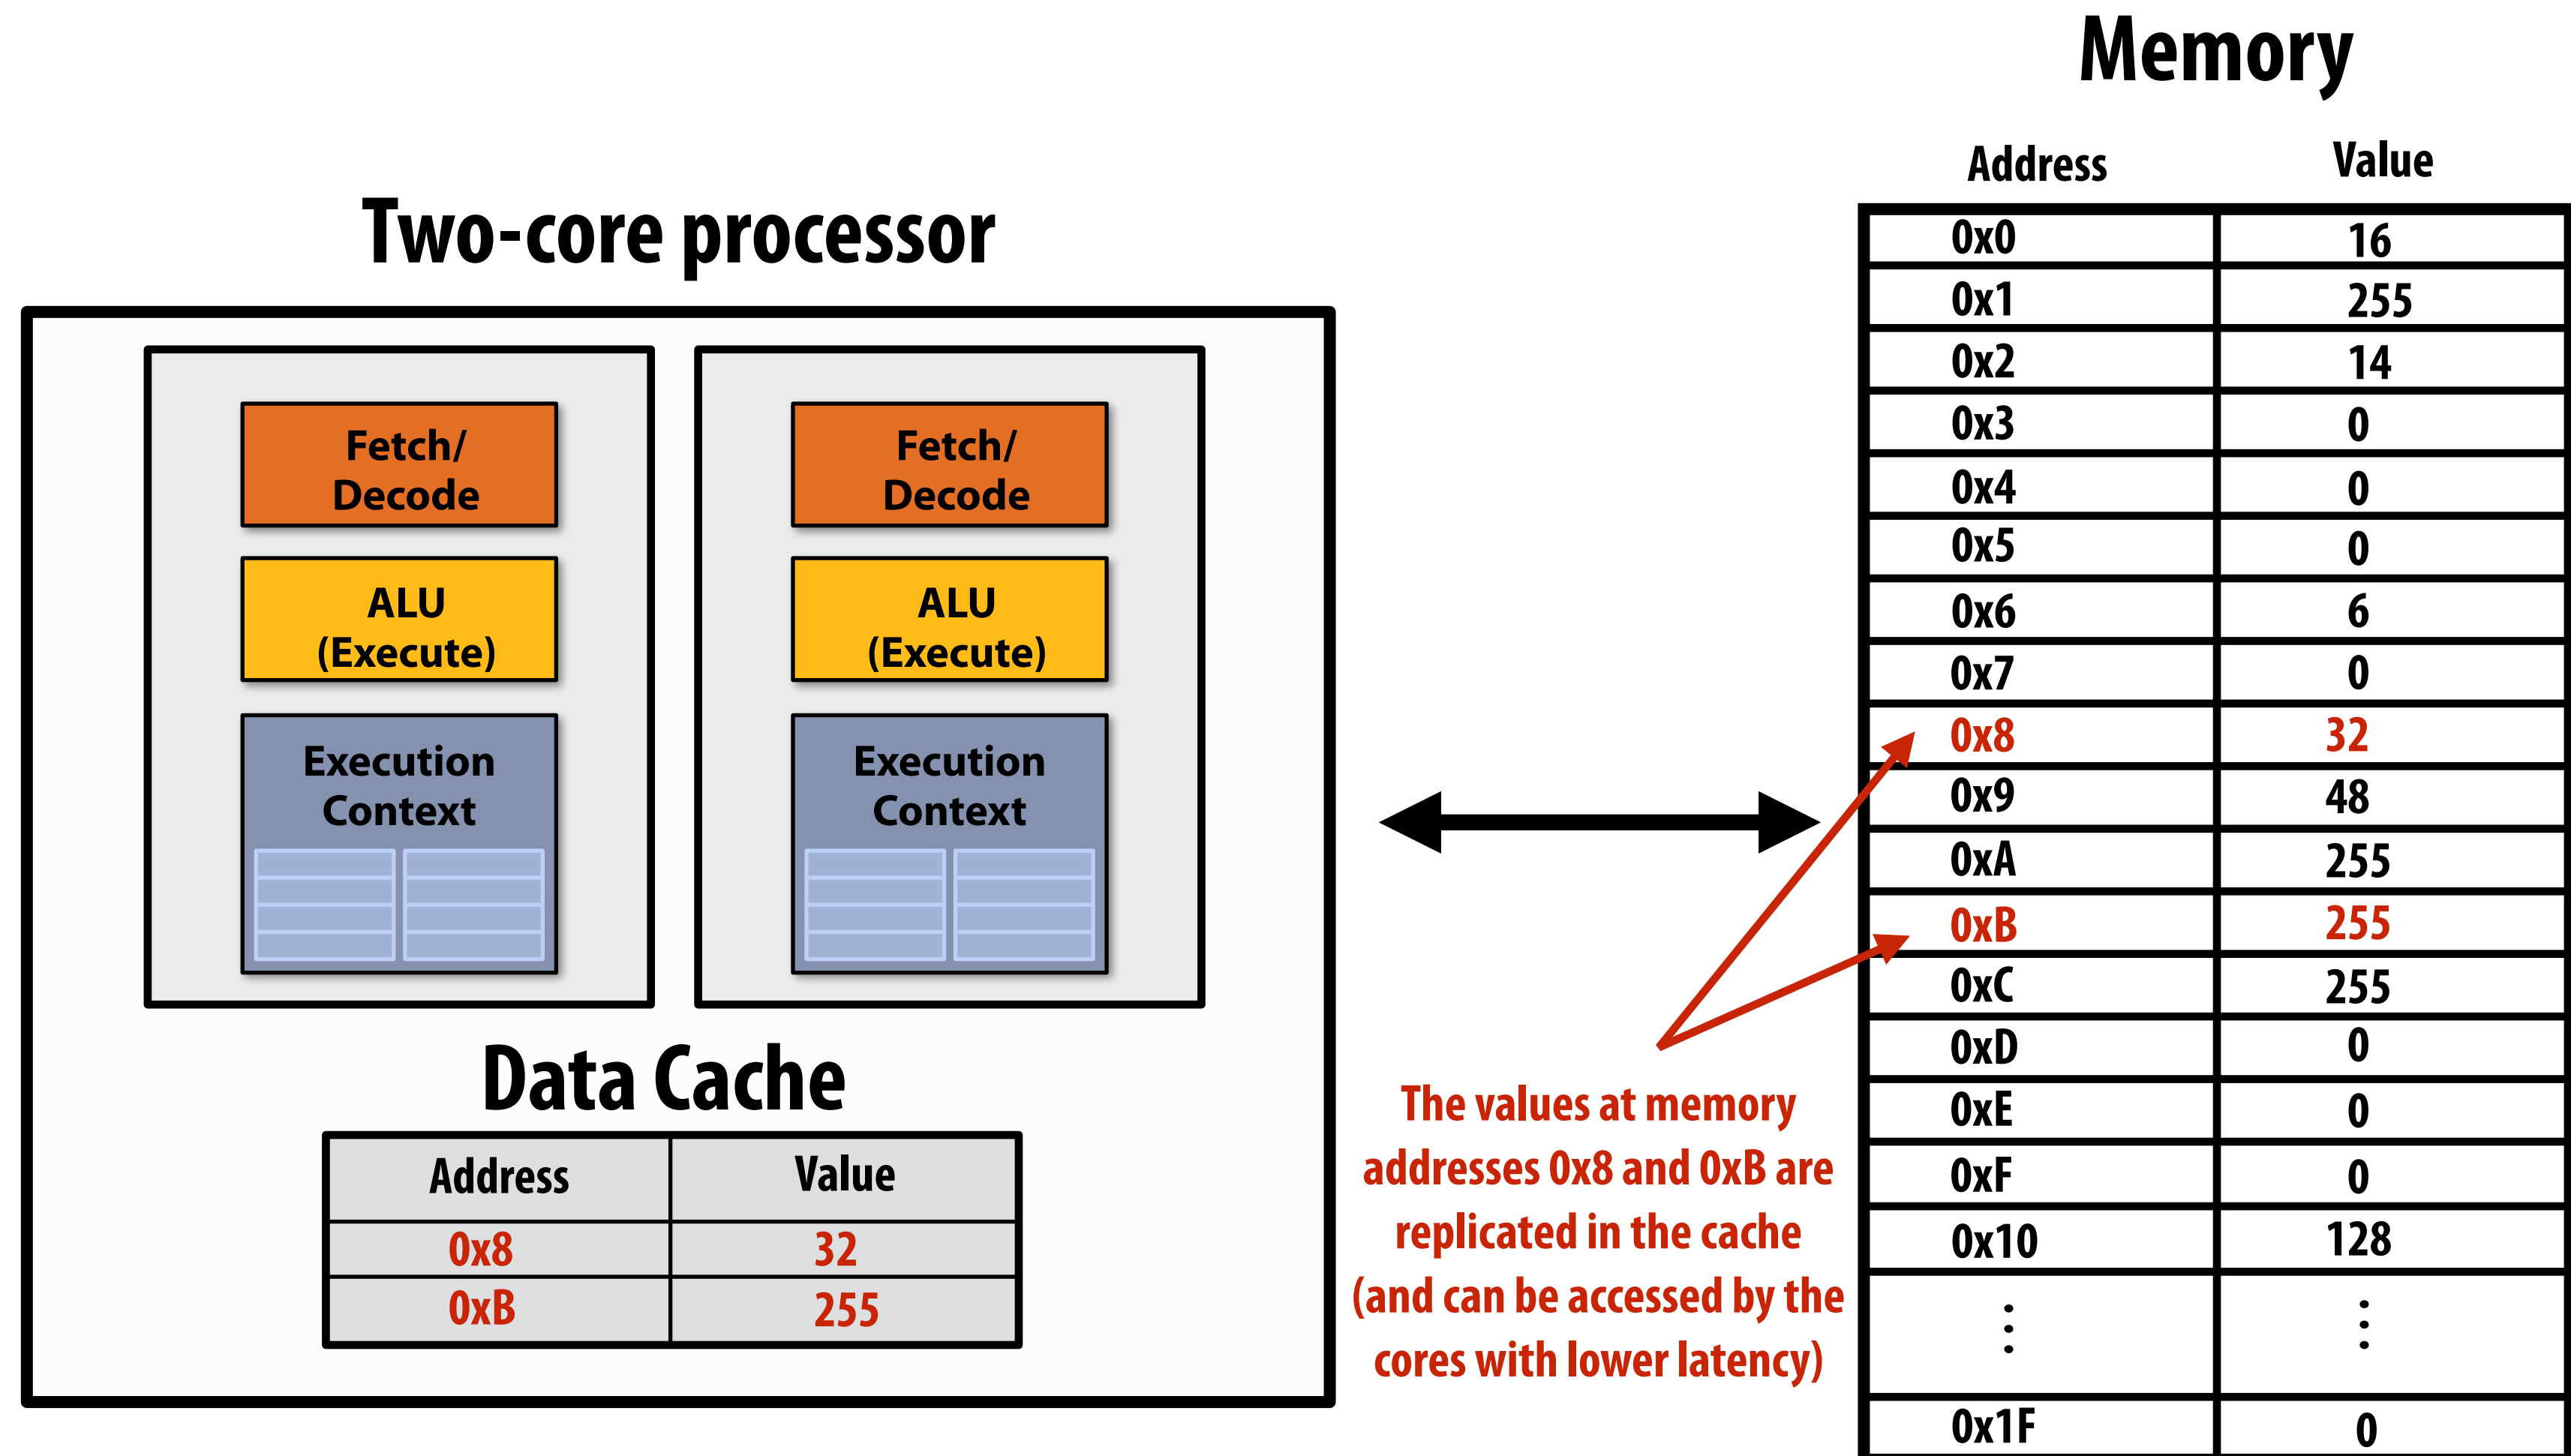 Memory
Address Value
Two-core processor
Fetch/
Decode
ALU
(Execute)
Execution
Context
Fetch/
Decode
ALU
(Execute)
Execution
Context
Data Cache
Address Value
0x8 32
0xB 255
The values at memory
addresses 0x8 and 0xB are
replicated in the cache
(and can be accessed by the
cores with lower latency)
0x0 16
0x1 255
0x2 14
0x3 0
0x4 0
0x5 0
0x6 6
0x7 0
0x8 32
0x9 48
0xA 255
0xB 255
0xC 255
0xD 0
0xE 0
0xF 0
0x10 128
⋮ ⋮
0x1F 0